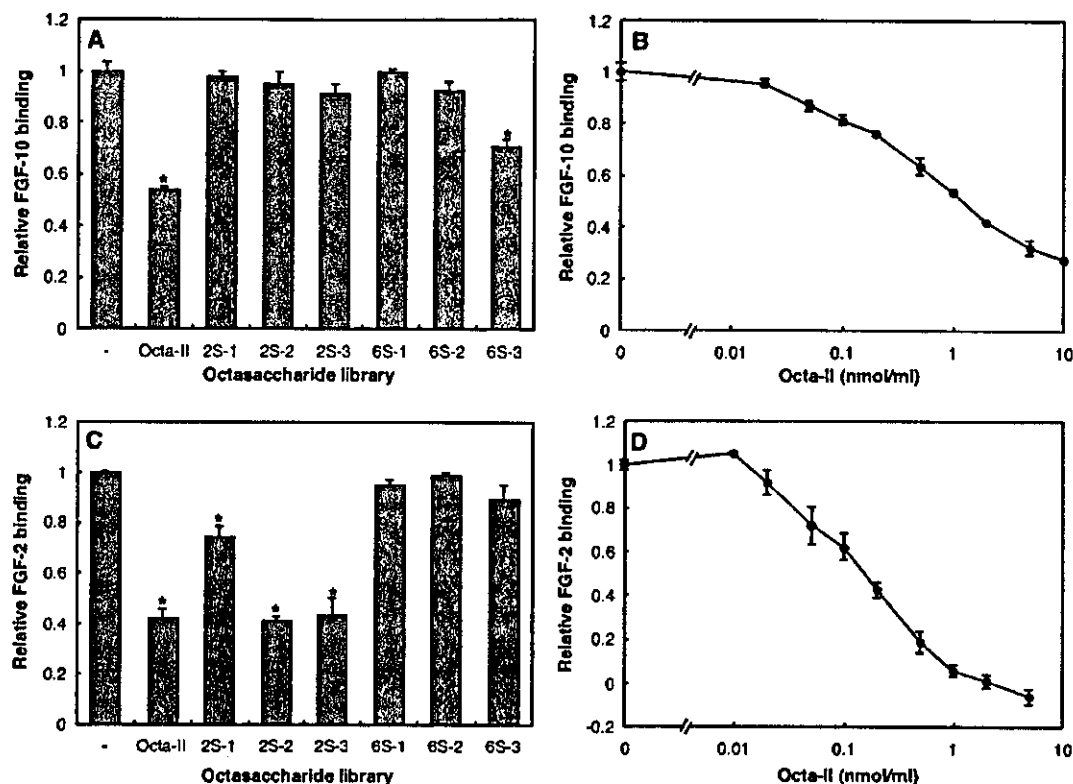 A
Relative FGF-10 binding
1.2
1
0.8
0.6
0.4
0.2
0
* *
- Octa-II 2S-1 2S-2 2S-3 6S-1 6S-2 6S-3
Octasaccharide library
B
Relative FGF-10 binding
1.2
1
0.8
0.6
0.4
0.2
0
0 0.01 0.1 1 10
Octa-II (nmol/ml)
C
Relative FGF-2 binding
1.2
1
0.8
0.6
0.4
0.2
0
* * * *
- Octa-II 2S-1 2S-2 2S-3 6S-1 6S-2 6S-3
Octasaccharide library
D
Relative FGF-2 binding
1.2
1
0.8
0.6
0.4
0.2
0
-0.2
0 0.01 0.1 1 10
Octa-II (nmol/ml)